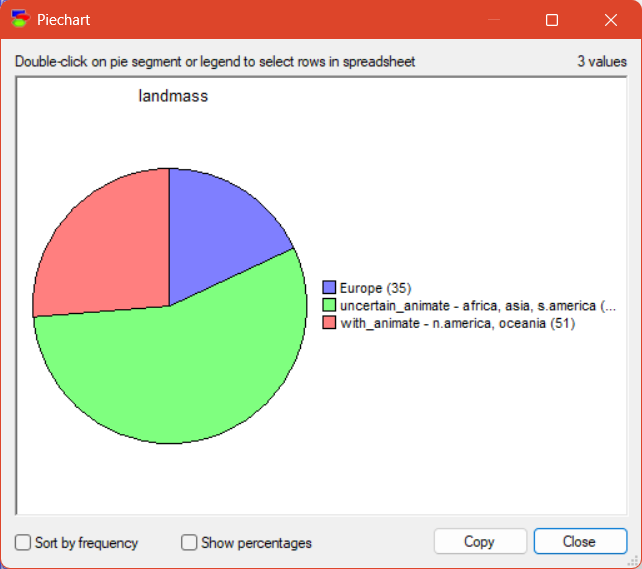 Piechart
Double-click on pie segment or legend to select rows in spreadsheet
3 values
landmass
Europe (35)
uncertain_animate - africa, asia, s.america (...
with_animate - n.america, oceania (51)
Sort by frequency
Show percentages
Copy
Close